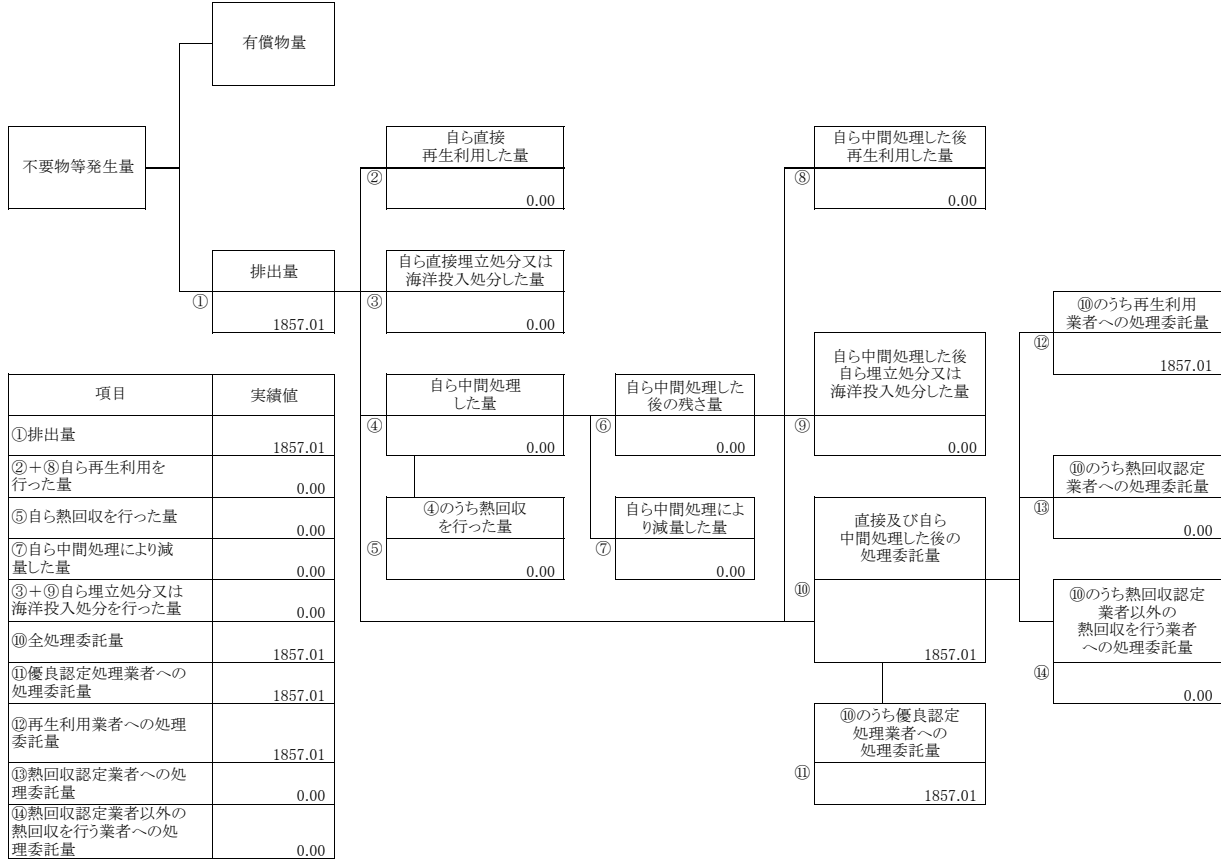 有償物量
不要物等発生量
自ら直接
再生利用した量
②
0.00
自ら中間処理した後
再生利用した量
⑧
0.00
排出量
①
1857.01
自ら直接埋立処分又は
海洋投入処分した量
③
0.00
自ら中間処理
した量
④
0.00
自ら中間処理した
後の残さ量
⑥
0.00
自ら中間処理した後
自ら埋立処分又は
海洋投入処分した量
⑨
0.00
④のうち熱回収
を行った量
⑤
0.00
自ら中間処理によ
り減量した量
⑦
0.00
直接及び自ら
中間処理した後の
処理委託量
⑩
1857.01
⑩のうち優良認定
処理業者への
処理委託量
⑪
1857.01
⑩のうち再生利用
業者への処理委託量
⑫
1857.01
⑩のうち熱回収認定
業者への処理委託量
⑬
0.00
⑩のうち熱回収認定
業者以外の
熱回収を行う業者
への処理委託量
⑭
0.00
項目 実績値
①排出量
1857.01
②+⑧自ら再生利用を
行った量
0.00
⑤自ら熱回収を行った量
0.00
⑦自ら中間処理により減
量した量
0.00
③+⑨自ら埋立処分又は
海洋投入処分を行った量
0.00
⑩全処理委託量
1857.01
⑪優良認定処理業者への
処理委託量
1857.01
⑫再生利用業者への処理
委託量
1857.01
⑬熱回収認定業者への処
理委託量
0.00
⑭熱回収認定業者以外の
熱回収を行う業者への処
理委託量
0.00